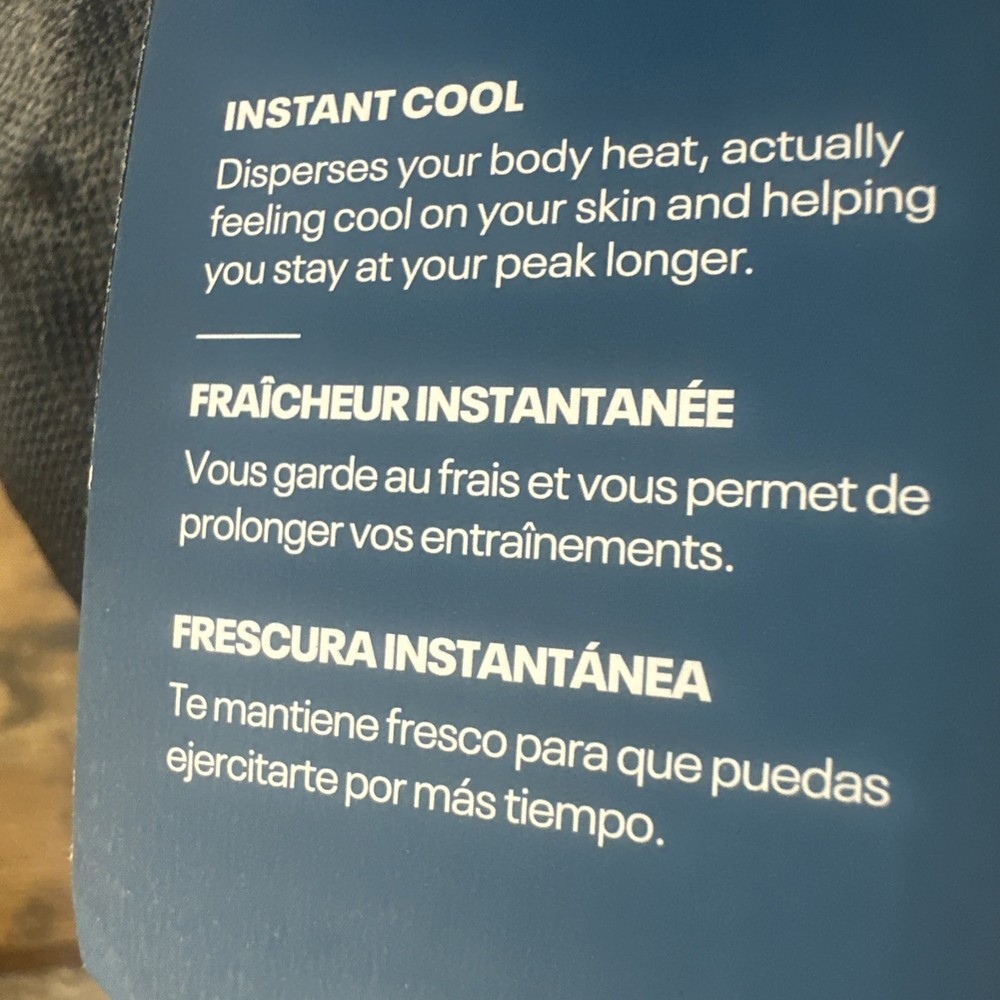 INSTANT COOL
Disperses your body heat, actually
feeling cool on your skin and helping
you stay at your peak longer.
FRAÎCHEUR INSTANTANÉE
Vous garde au frais et vous permet de
prolonger vos entraînements.
FRESCURA INSTANTÁNEA
Te mantiene fresco para que puedas
ejercitarte por más tiempo.